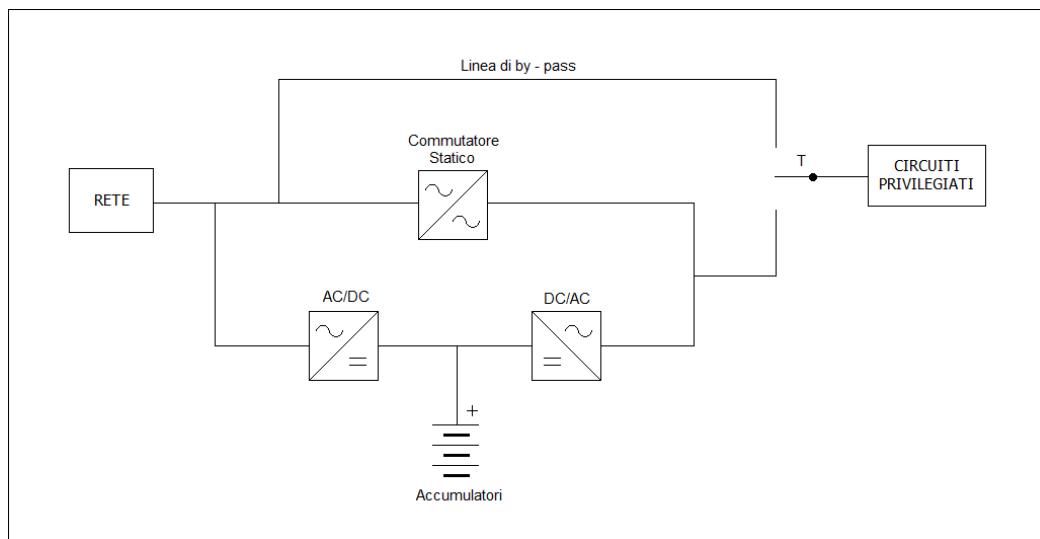 Linea di by - pass
Commutatore
Statico
T
CIRCUITI
PRIVILEGIATI
RETE
AC/DC
DC/AC
+
Accumulatori